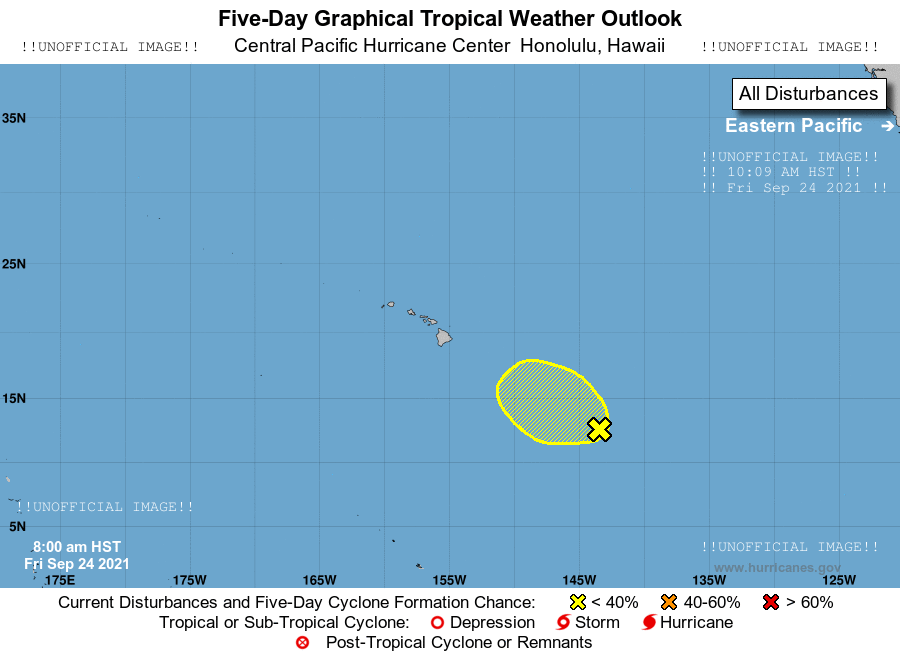 Five-Day Graphical Tropical Weather Outlook
!!UNOFFICIAL IMAGE!! Central Pacific Hurricane Center Honolulu, Hawaii !!UNOFFICIAL IMAGE!!
All Disturbances
35N
Eastern Pacific →
!!UNOFFICIAL IMAGE!!
!! 10:09 AM HST !!
!! Fri Sep 24 2021 !!
25N
15N
!!UNOFFICIAL IMAGE!!
5N
8:00 am HST
!!UNOFFICIAL IMAGE!!
Fri Sep 24 2021
www.hurricanes.gov
175E 175W 165W 155W 145W 135W 125W
Current Disturbances and Five-Day Cyclone Formation Chance: < 40% 40-60% > 60%
Tropical or Sub-Tropical Cyclone: Depression Storm Hurricane
Post-Tropical Cyclone or Remnants